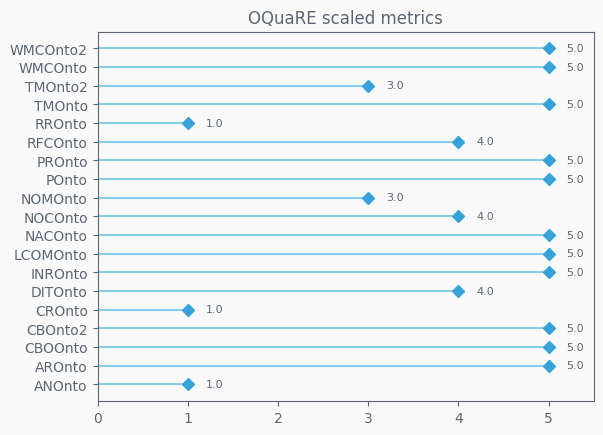 OQuaRE scaled metrics
WMCOnto2 5.0
WMCOnto 5.0
TMOnto2 3.0
TMOnto 5.0
RROnto 1.0
RFCOnto 4.0
PROnto 5.0
POnto 5.0
NOMOnto 3.0
NOCOnto 4.0
NACOnto 5.0
LCOMOnto 5.0
INROnto 5.0
DITOnto 4.0
CROnto 1.0
CBOnto2 5.0
CBOOnto 5.0
AROnto 5.0
ANOnto 1.0
0 1 2 3 4 5